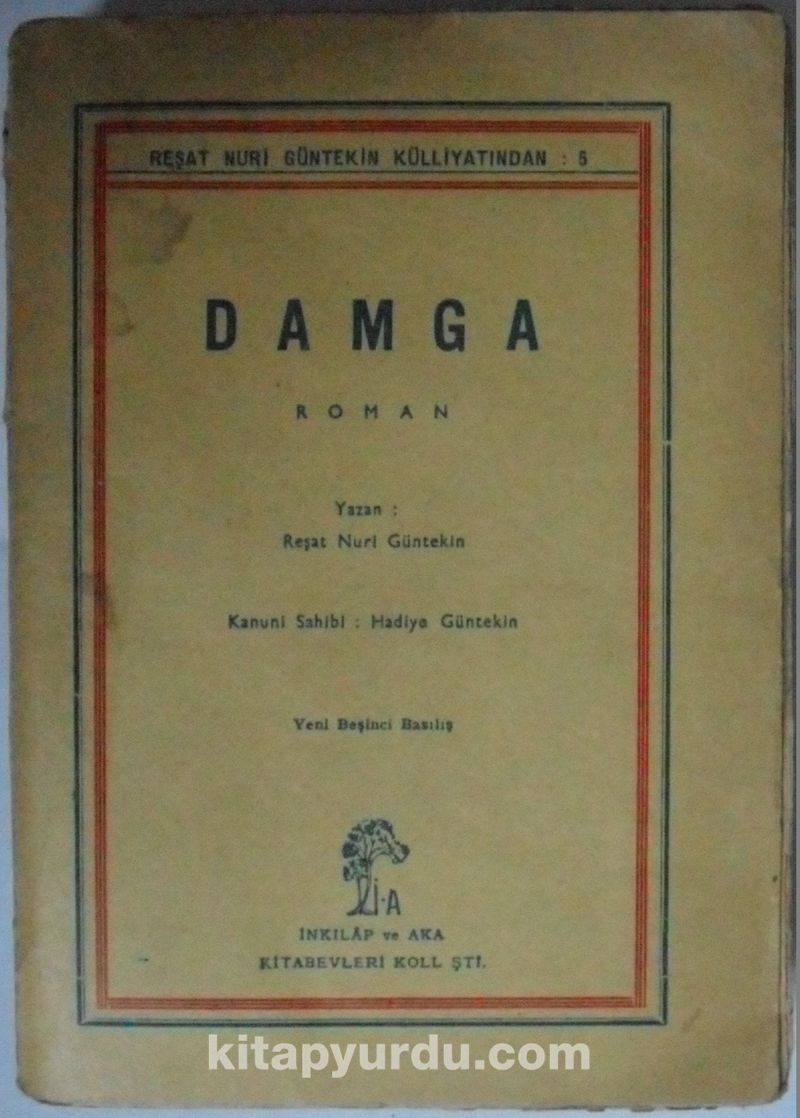 REŞAT NURİ GÜNTEKİN KÜLLİYATINDAN : 5
DAMGA
ROMAN
Yazan :
Reşat Nuri Güntekin
Kanuni Sahibi : Hadiye Güntekin
Yeni Beşinci Basılış
İ.A
İNKILÂP ve AKA
KİTABEVLERİ KOLL ŞTİ.
kitapyurdu.com